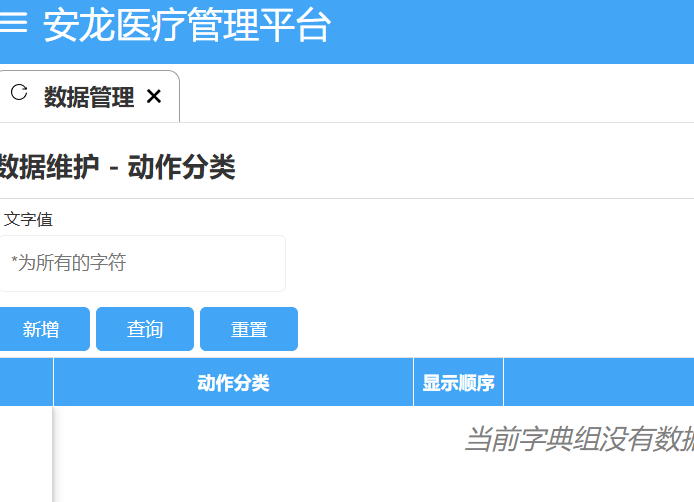 安龙医疗管理平台
数据管理
数据维护 - 动作分类
文字值
*为所有的字符
新增 查询 重置
动作分类 显示顺序
当前字典组没有数据